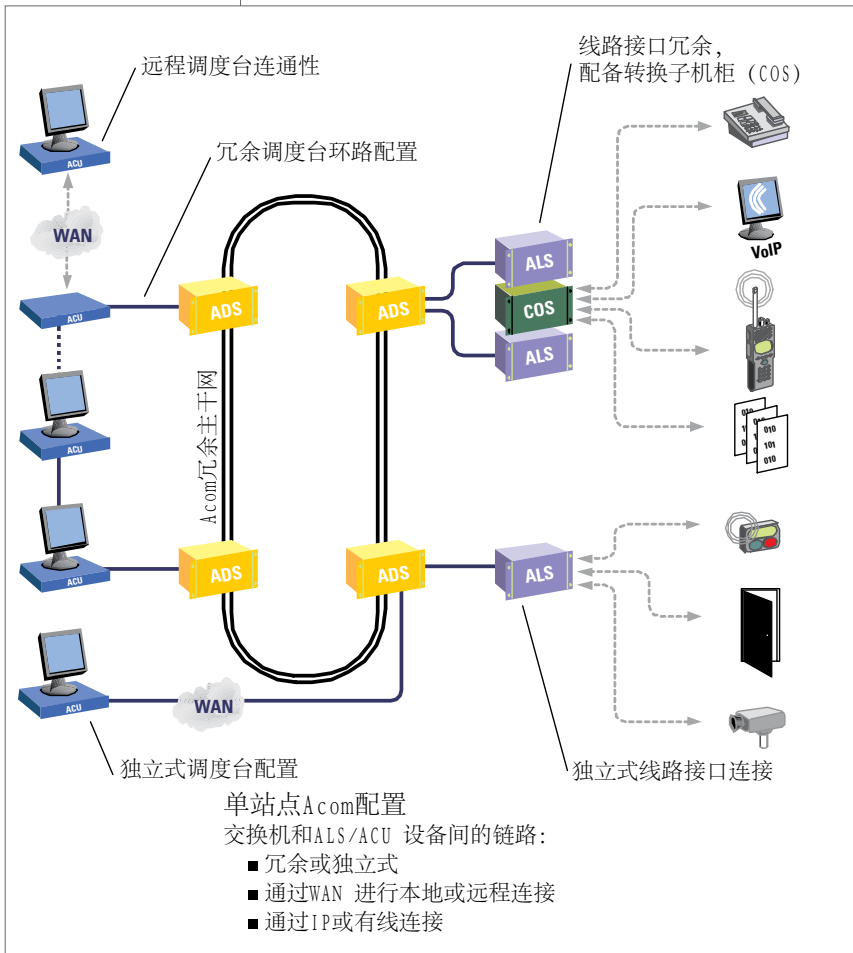 远程调度台连通性
线路接口冗余,
配备转换子机柜 (COS)
ACU
冗余调度台环路配置
WAN
VoIP
ALS
ADS
ADS
COS
ACU
ALS
Acom冗余主干网
ACU
010
101
010
ADS
ADS
ALS
ACU
WAN
ACU
独立式调度台配置
独立式线路接口连接
单站点Acom配置
交换机和ALS/ACU 设备间的链路:
■ 冗余或独立式
■ 通过WAN 进行本地或远程连接
■ 通过IP或有线连接